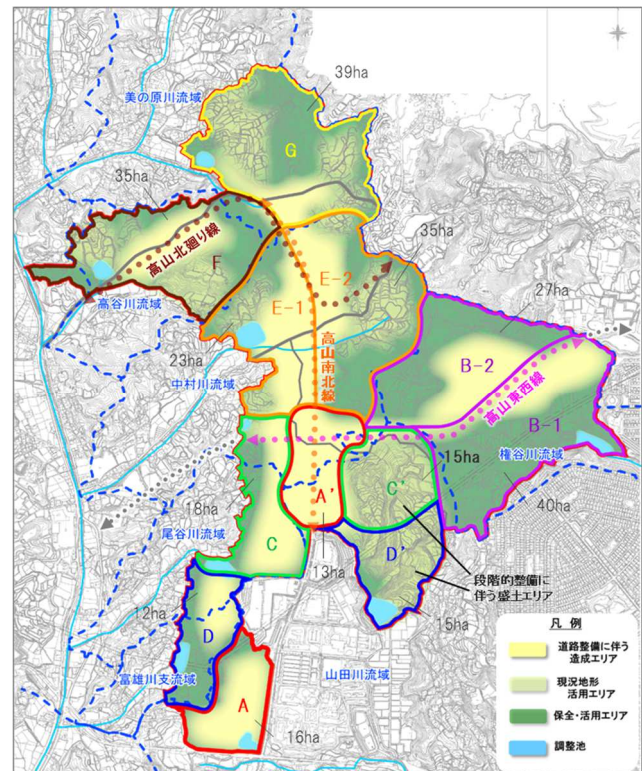 39ha
美の原川流域
G
35ha
高山北廻り線
F
高谷川流域
E-2
35ha
E-1
27ha
高山南北線
23ha
中村川流域
B-2
高山東西線
B-1
権谷川流域
15ha
40ha
18ha
A'
C'
尾谷川流域
C
13ha
D'
段階的整備に
伴う盛土エリア
12ha
D
15ha
富雄川支流域
山田川流域
A
16ha
凡 例
道路整備に伴う
造成エリア
現況地形
活用エリア
保全・活用エリア
調整池